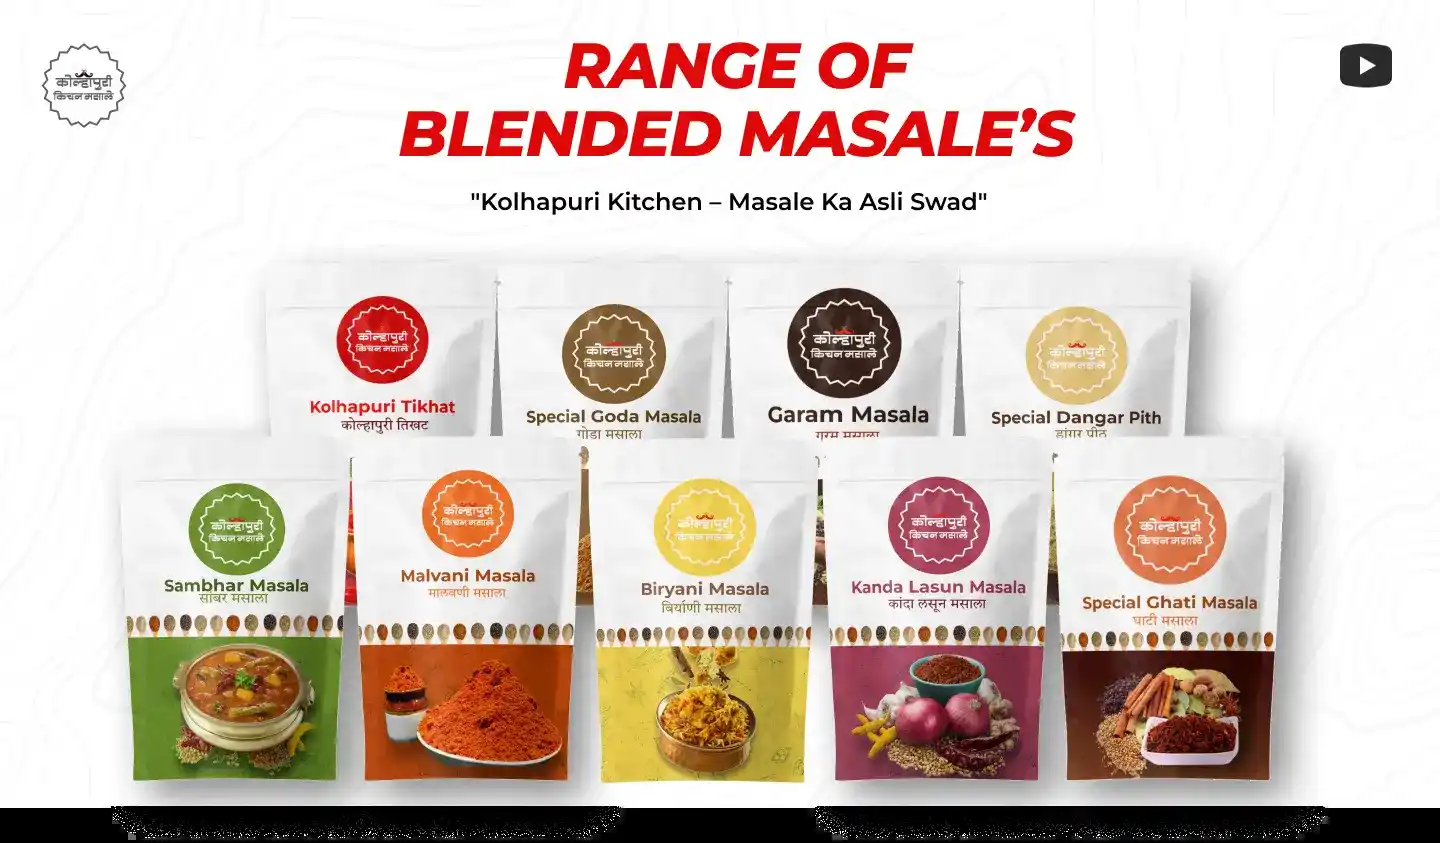 RANGE OF
BLENDED MASALE’S
"Kolhapuri Kitchen – Masale Ka Asli Swad"
कोल्हापुरी
किचन मसाले
कोल्हापुरी
किचन मसाले
Kolhapuri Tikhat
कोल्हापुरी तिखट
कोल्हापुरी
किचन मसाले
Special Goda Masala
गोडा मसाला
कोल्हापुरी
किचन मसाले
Garam Masala
गरम मसाला
कोल्हापुरी
किचन मसाले
Special Dangar Pith
डांगर पीठ
कोल्हापुरी
किचन मसाले
Sambhar Masala
सांबर मसाला
कोल्हापुरी
किचन मसाले
Malvani Masala
मालवणी मसाला
कोल्हापुरी
किचन मसाले
Biryani Masala
बिर्याणी मसाला
कोल्हापुरी
किचन मसाले
Kanda Lasun Masala
कांदा लसून मसाला
कोल्हापुरी
किचन मसाले
Special Ghati Masala
घाटी मसाला